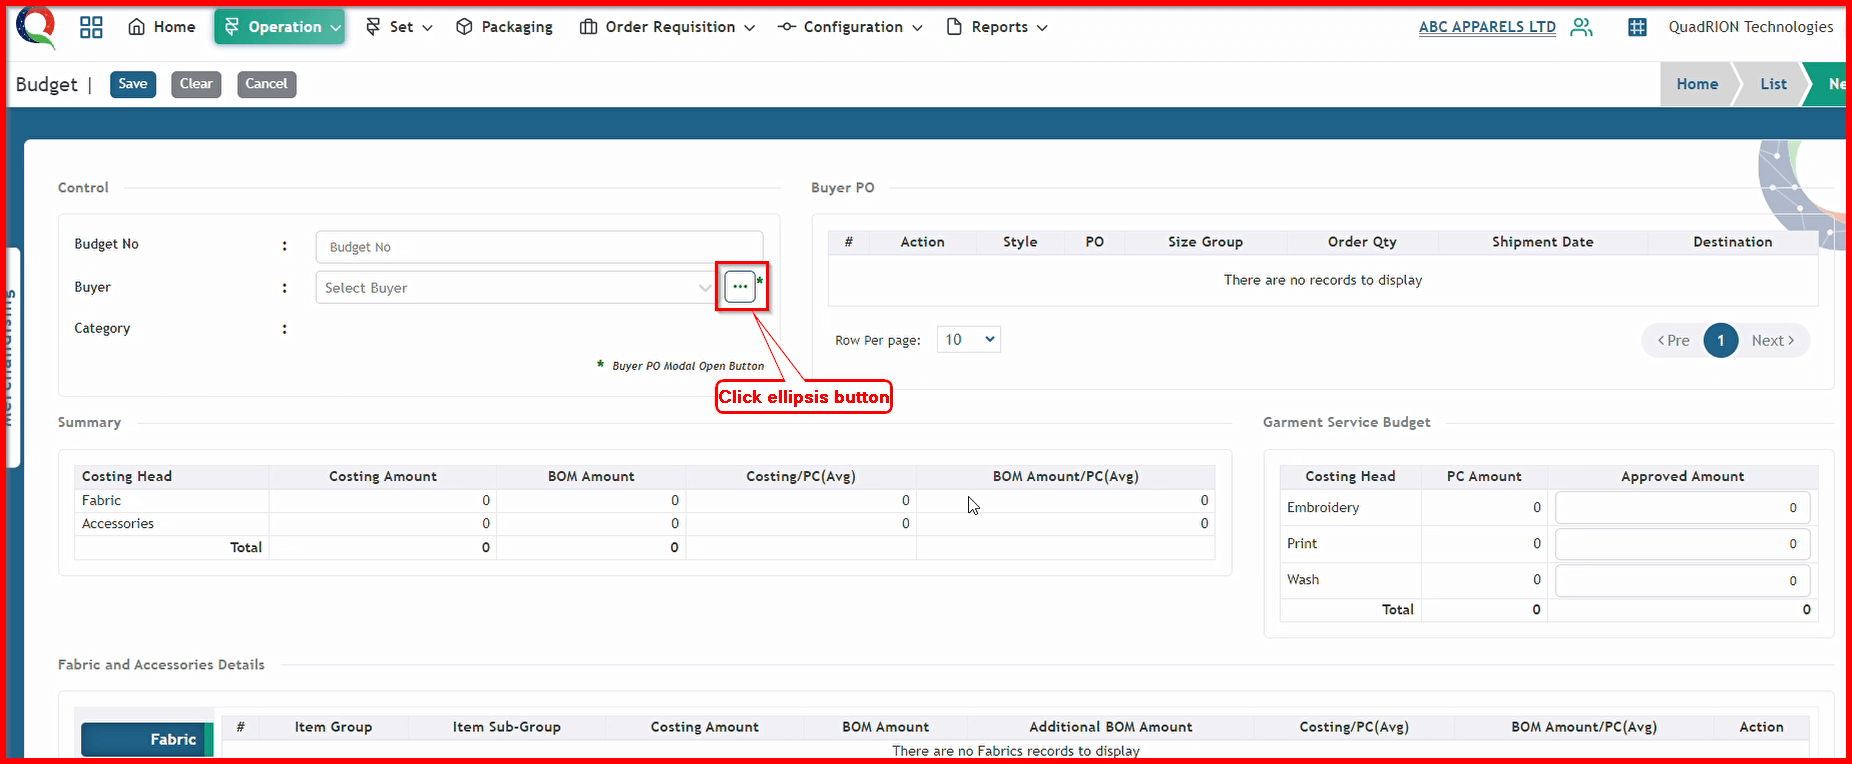 Home Operation Set Packaging Order Requisition Configuration Reports ABC APPARELS LTD QuadRION Technologies
Budget | Save Clear Cancel Home List Ne
Control
Budget No : Budget No
Buyer : Select Buyer ... *
Category :
* Buyer PO Modal Open Button
Click ellipsis button
Buyer PO
# Action Style PO Size Group Order Qty Shipment Date Destination
There are no records to display
Row Per page: 10 < Pre 1 Next >
Merchandising
Summary
Costing Head Costing Amount BOM Amount Costing/PC(Avg) BOM Amount/PC(Avg)
Fabric 0 0 0 0
Accessories 0 0 0 0
Total 0 0
Garment Service Budget
Costing Head PC Amount Approved Amount
Embroidery 0 0
Print 0 0
Wash 0 0
Total 0 0
Fabric and Accessories Details
Fabric
# Item Group Item Sub-Group Costing Amount BOM Amount Additional BOM Amount Costing/PC(Avg) BOM Amount/PC(Avg) Action
There are no Fabrics records to display